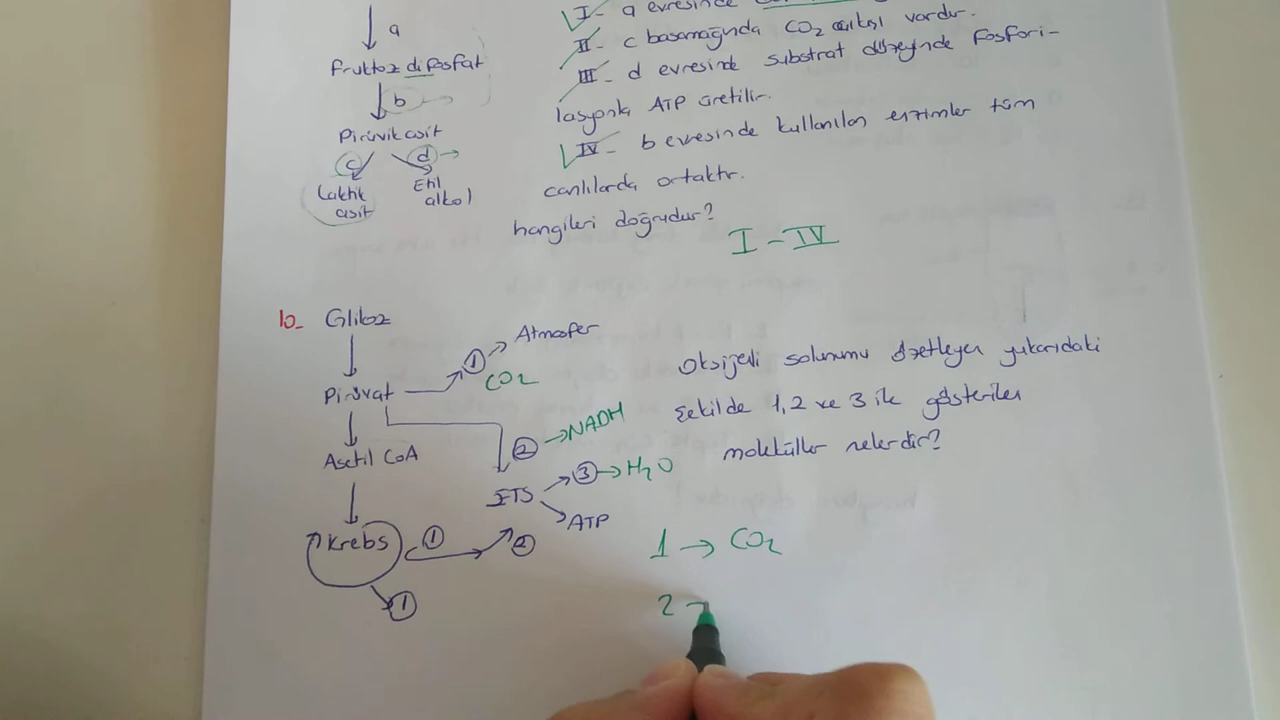 a
Fruktoz difosfat
b
Pirüvik asit
c
d
Laktik
asit
Etil
alkol
I- a evresinde
II- c basamağında CO2 çıkışı vardır.
III- d evresinde substrat düzeyinde fosfori-
lasyonla ATP üretilir.
IV- b evresinde kullanılan enzimler tüm
canlılarda ortaktır.
hangileri doğrudur?
I - IV
10- Glikoz
Pirüvat
1
Atmosfer
CO2
2
NADH
Asetil CoA
ETS
3
H2O
ATP
Krebs
1
2
1
Oksijenli solunumu özetleyen yukarıdaki
şekilde 1, 2 ve 3 ile gösterilen
moleküller nelerdir?
1 → CO2
2